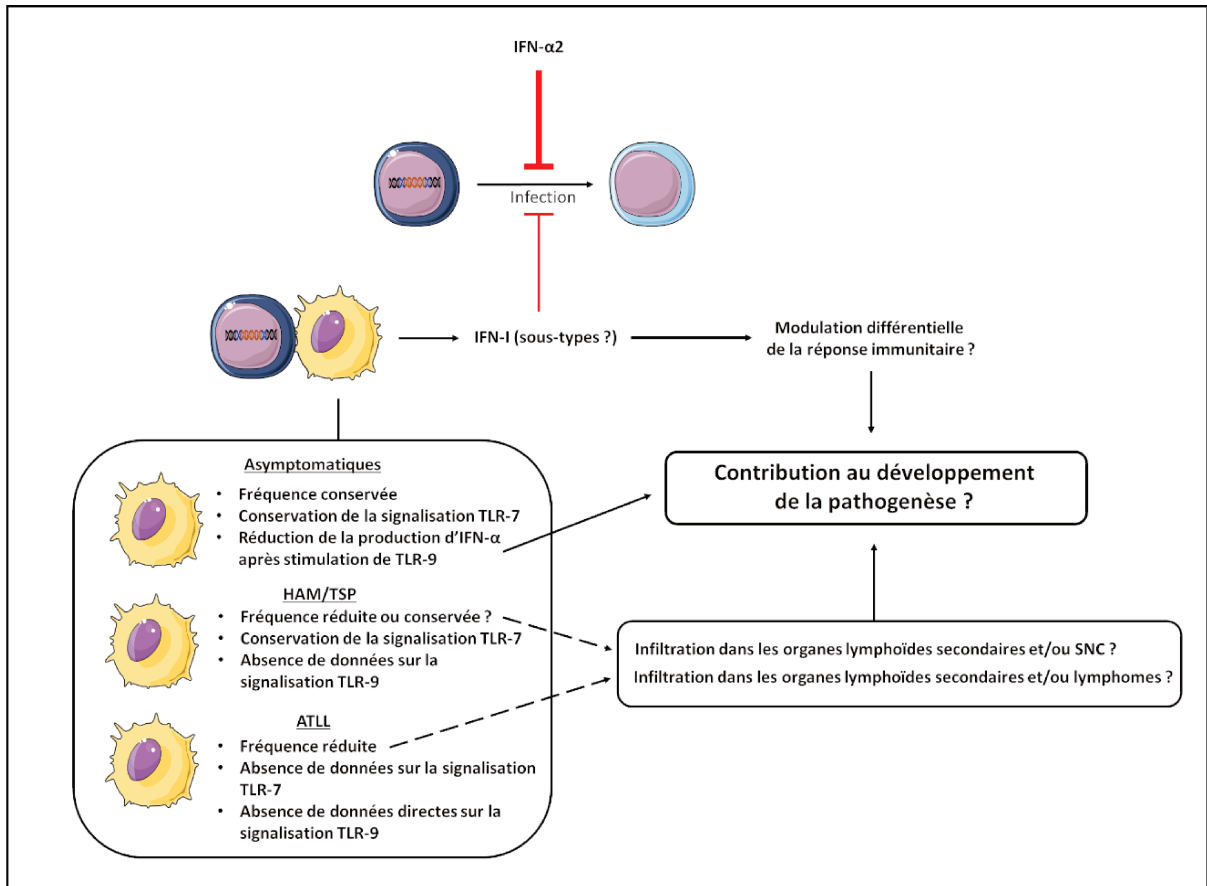 IFN-α2
Infection
IFN-I (sous-types ?)
Modulation différentielle
de la réponse immunitaire ?
Contribution au développement
de la pathogenèse ?
Asymptomatiques
• Fréquence conservée
• Conservation de la signalisation TLR-7
• Réduction de la production d’IFN-α
après stimulation de TLR-9
HAM/TSP
• Fréquence réduite ou conservée ?
• Conservation de la signalisation TLR-7
• Absence de données sur la
signalisation TLR-9
ATLL
• Fréquence réduite
• Absence de données sur la signalisation
TLR-7
• Absence de données directes sur la
signalisation TLR-9
Infiltration dans les organes lymphoïdes secondaires et/ou SNC ?
Infiltration dans les organes lymphoïdes secondaires et/ou lymphomes ?